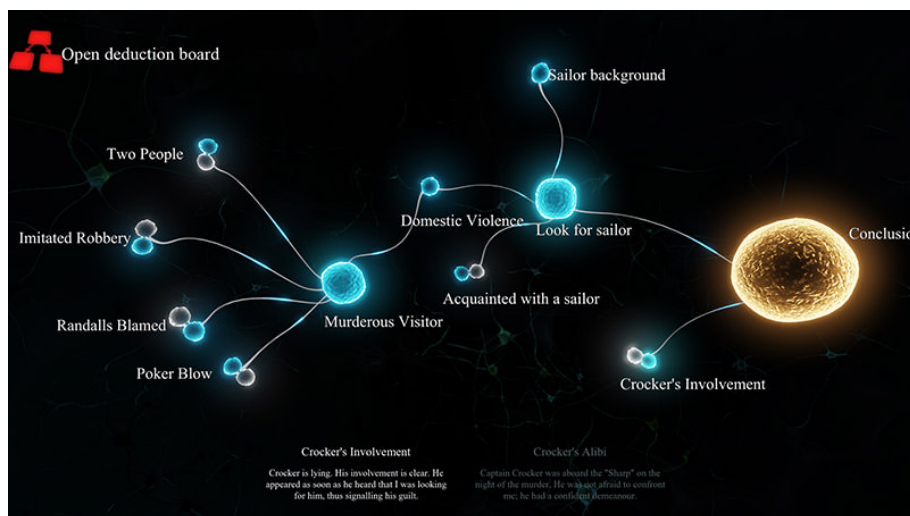 Open deduction board
Sailor background
Two People
Domestic Violence
Look for sailor
Imitated Robbery
Conclusio
Acquainted with a sailor
Randalls Blamed
Murderous Visitor
Poker Blow
Crocker's Involvement
Crocker's Involvement
Crocker is lying. His involvement is clear. He
appeared as soon as he heard that I was looking
for him, thus signalling his guilt.
Crocker's Alibi
Captain Crocker was aboard the "Sharp" on the
night of the murder. He was not afraid to confront
me; he had a confident demeanour.